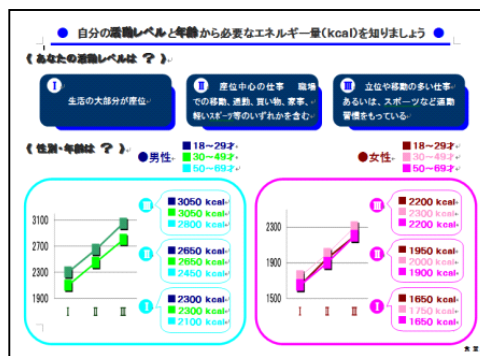 ● 自分の活動レベルと年齢から必要なエネルギー量(kcal)を知りましょう ●
《 あなたの活動レベルは ? 》
Ⅰ
生活の大部分が座位
Ⅱ 座位中心の仕事 職場
での移動、通勤、買い物、家事、
軽いスポーツ等のいずれかを含む
Ⅲ 立位や移動の多い仕事
あるいは、スポーツなど運動
習慣をもっている
《 性別・年齢は ? 》
●男性
■18~29才
■30~49才
■50~69才
●女性
■18~29才
■30~49才
■50~69才
3100
2700
2300
1900
Ⅰ Ⅱ Ⅲ
Ⅲ
■3050 kcal
■3050 kcal
■2800 kcal
Ⅱ
■2650 kcal
■2650 kcal
■2450 kcal
Ⅰ
■2300 kcal
■2300 kcal
■2100 kcal
2300
1900
1500
Ⅰ Ⅱ Ⅲ
Ⅲ
■2200 kcal
■2300 kcal
■2200 kcal
Ⅱ
■1950 kcal
■2000 kcal
■1900 kcal
Ⅰ
■1650 kcal
■1750 kcal
■1650 kcal